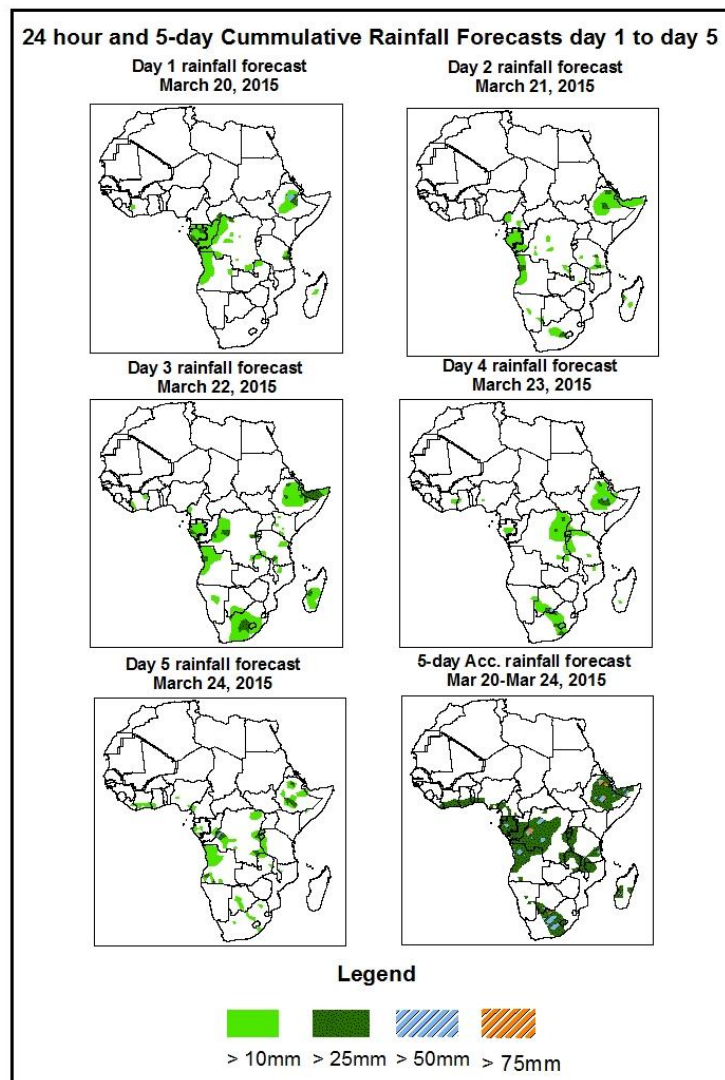 24 hour and 5-day Cummulative Rainfall Forecasts day 1 to day 5
Day 1 rainfall forecast
March 20, 2015
Day 2 rainfall forecast
March 21, 2015
Day 3 rainfall forecast
March 22, 2015
Day 4 rainfall forecast
March 23, 2015
Day 5 rainfall forecast
March 24, 2015
5-day Acc. rainfall forecast
Mar 20-Mar 24, 2015
Legend
> 10mm > 25mm > 50mm > 75mm